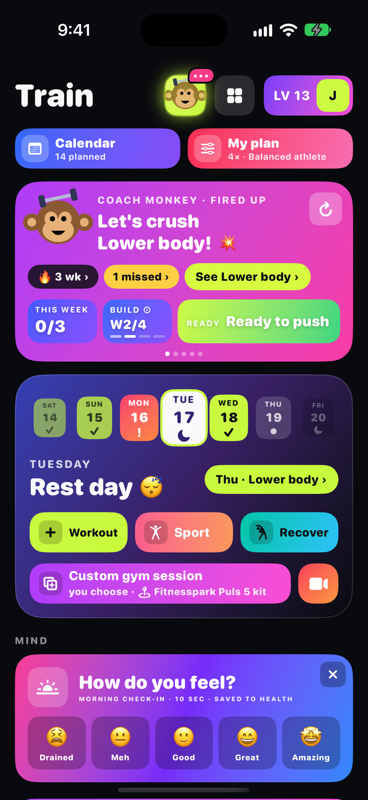 9:41
Train
LV 13
J
Calendar
14 planned
My plan
4× · Balanced athlete
COACH MONKEY · FIRED UP
Let's crush
Lower body! 💥
🔥 3 wk ›
1 missed ›
See Lower body ›
THIS WEEK
0/3
BUILD
W2/4
READY Ready to push
SAT
14
SUN
15
MON
16
!
TUE
17
WED
18
THU
19
FRI
20
TUESDAY
Rest day 😴
Thu · Lower body ›
Workout
Sport
Recover
Custom gym session
you choose · Fitnesspark Puls 5 kit
MIND
How do you feel?
MORNING CHECK-IN · 10 SEC · SAVED TO HEALTH
Drained
Meh
Good
Great
Amazing